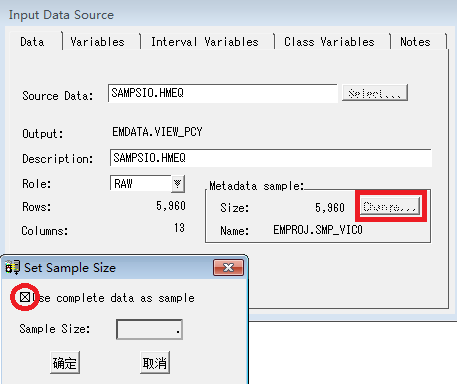 Input Data Source
Data Variables Interval Variables Class Variables Notes
Source Data: SAMPSIO.HMEQ Select...
Output: EMDATA.VIEW_PCY
Description: SAMPSIO.HMEQ
Role: RAW
Metadata sample:
Rows: 5,960
Size: 5,960 Change...
Columns: 13
Name: EMPROJ.SMP_VICO
Set Sample Size
Use complete data as sample
Sample Size: .
确定 取消